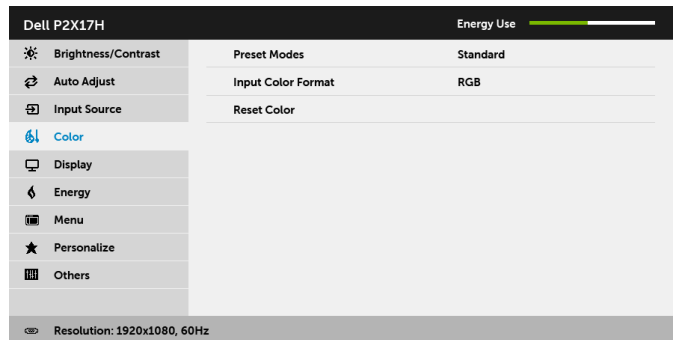 Dell P2X17H Energy Use
Brightness/Contrast Preset Modes Standard
Auto Adjust Input Color Format RGB
Input Source Reset Color
Color
Display
Energy
Menu
Personalize
Others
Resolution: 1920x1080, 60Hz